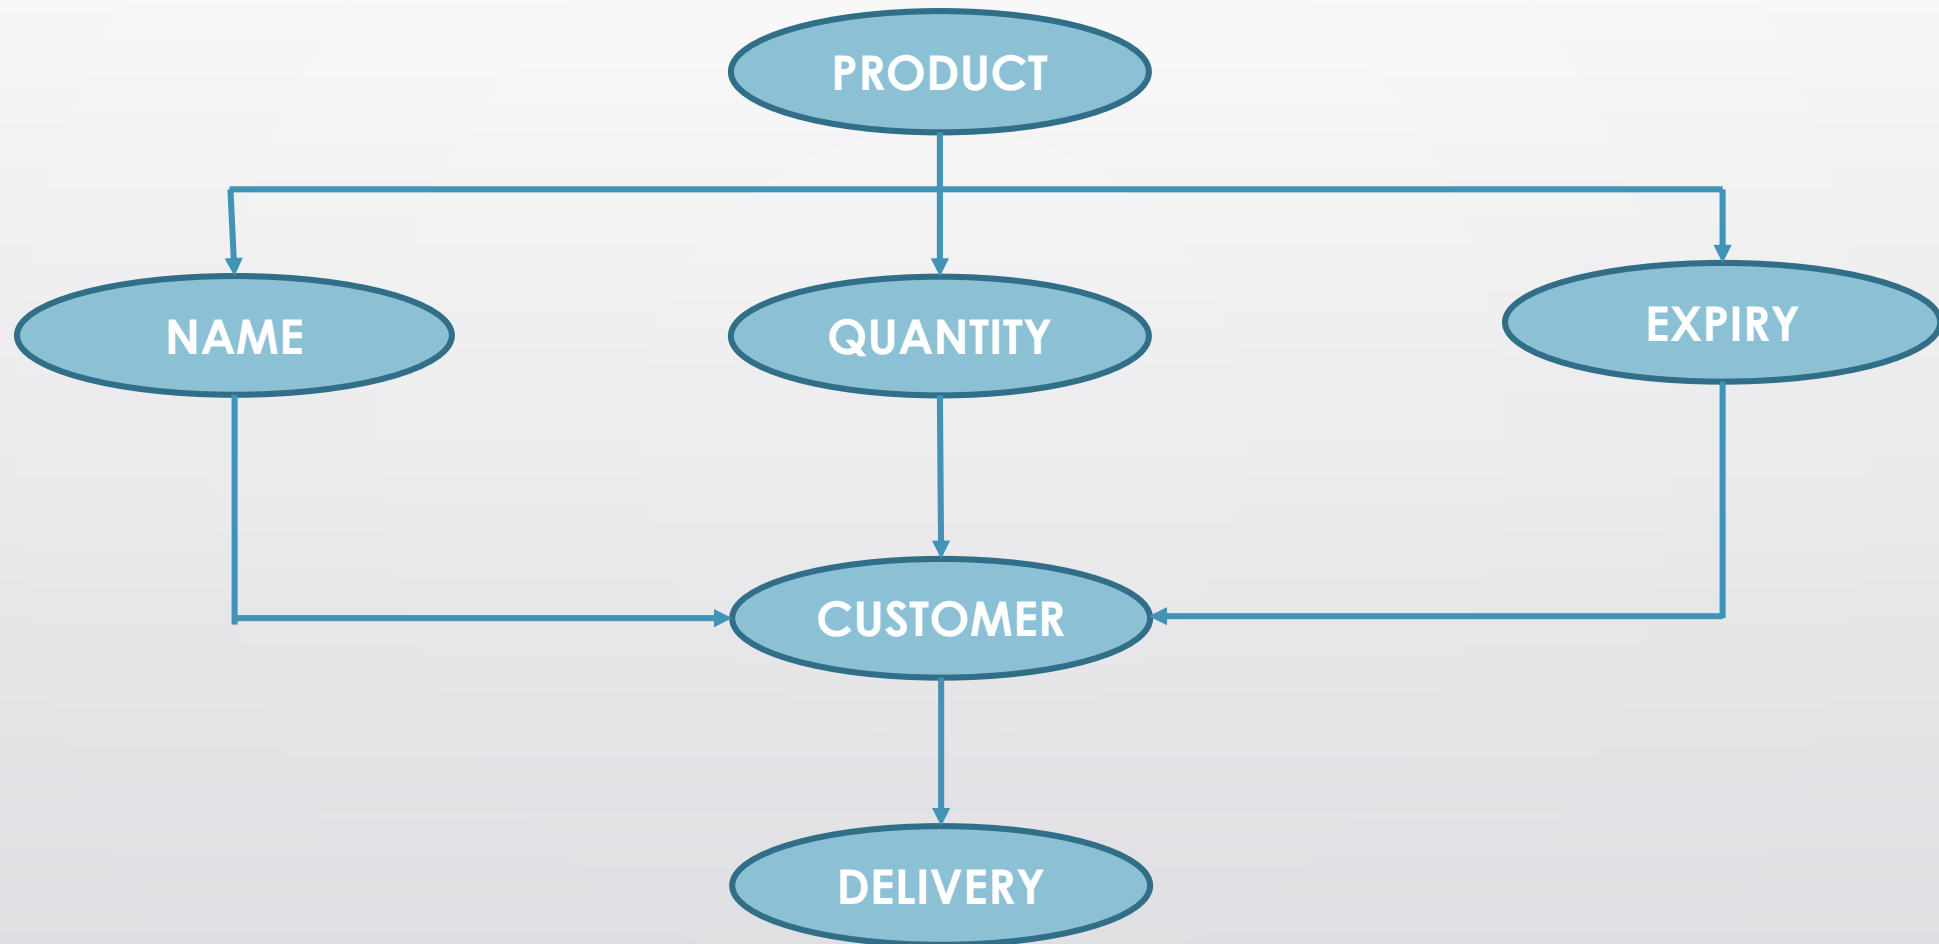 PRODUCT
NAME
QUANTITY
EXPIRY
CUSTOMER
DELIVERY